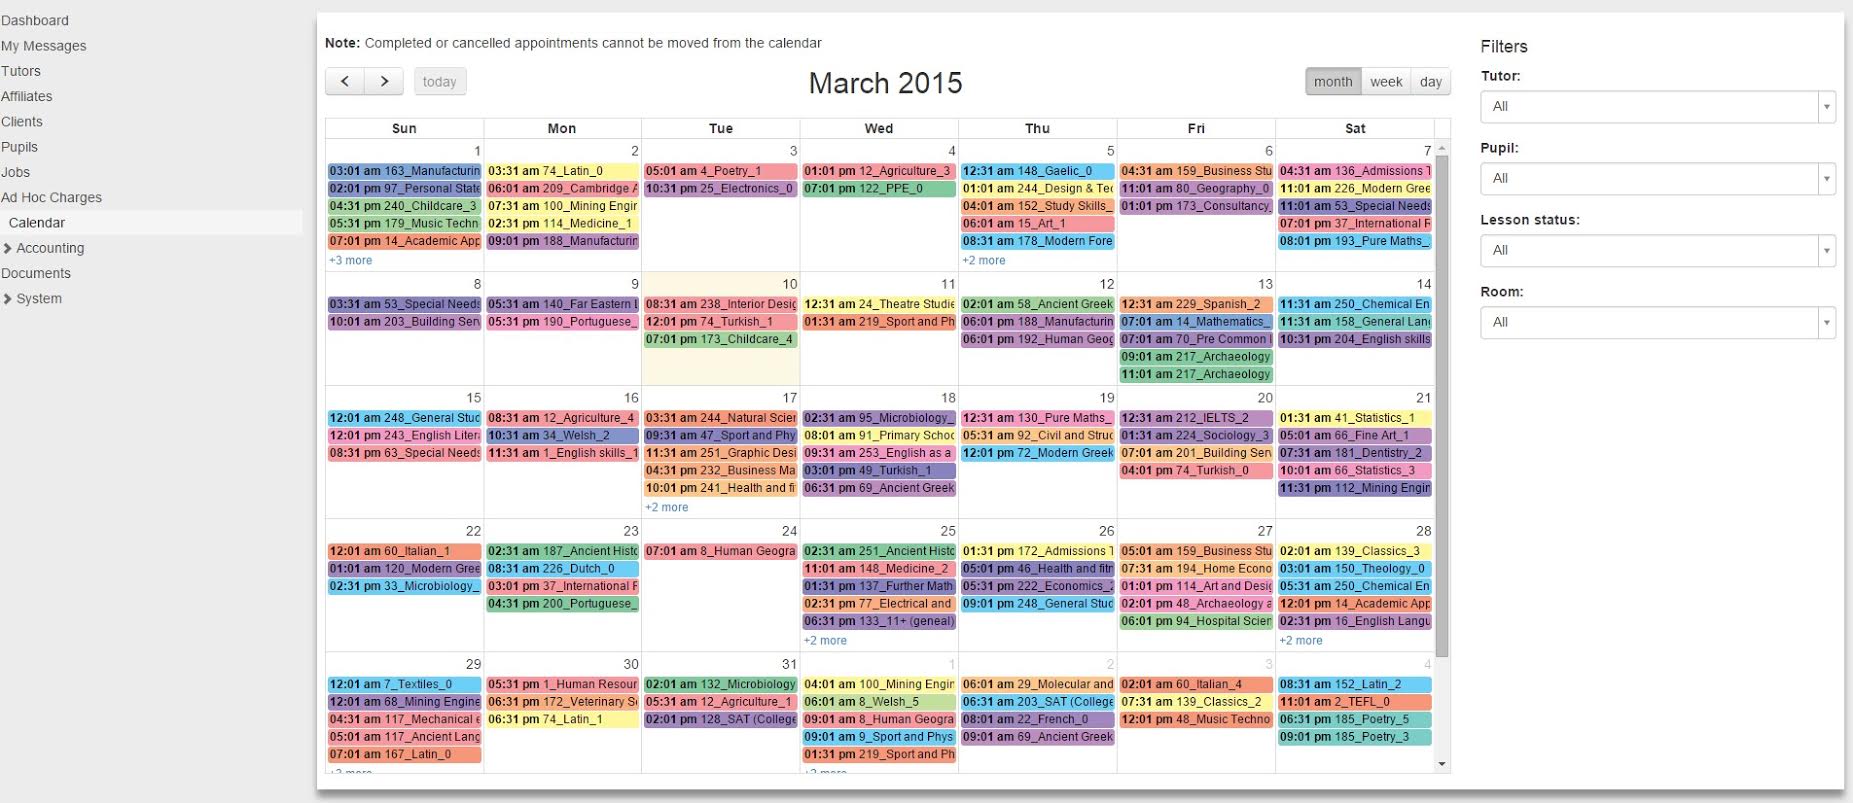 Dashboard
My Messages
Tutors
Affiliates
Clients
Pupils
Jobs
Ad Hoc Charges
Calendar
Accounting
Documents
System
Note: Completed or cancelled appointments cannot be moved from the calendar
today
March 2015
month week day
Sun Mon Tue Wed Thu Fri Sat
1
03:01 am 163_Manufacturin
02:01 pm 97_Personal State
04:31 pm 240_Childcare_3
05:31 pm 179_Music Techn
07:01 pm 14_Academic App
+3 more
2
03:31 am 74_Latin_0
06:01 am 209_Cambridge A
07:31 am 100_Mining Engir
02:31 pm 114_Medicine_1
09:01 pm 188_Manufacturin
3
05:01 am 4_Poetry_1
10:31 pm 25_Electronics_0
4
01:01 pm 12_Agriculture_3
07:01 pm 122_PPE_0
5
12:31 am 148_Gaelic_0
01:01 am 244_Design & Tec
04:01 am 152_Study Skills_
06:01 am 15_Art_1
08:31 am 178_Modern Fore
+2 more
6
04:31 am 159_Business Stu
11:01 am 80_Geography_0
01:01 pm 173_Consultancy_
7
04:31 am 136_Admissions T
11:01 am 226_Modern Gree
11:01 am 53_Special Needs
07:01 pm 37_International F
08:01 pm 193_Pure Maths_
8
03:31 am 53_Special Needs
10:01 am 203_Building Serv
9
05:31 am 140_Far Eastern L
05:31 pm 190_Portuguese_
10
08:31 am 238_Interior Desig
12:01 pm 74_Turkish_1
07:01 pm 173_Childcare_4
11
12:31 am 24_Theatre Studie
01:31 am 219_Sport and Ph
12
02:01 am 58_Ancient Greek
06:01 pm 188_Manufacturin
06:01 pm 192_Human Geog
13
12:31 am 229_Spanish_2
07:01 am 14_Mathematics_
07:01 am 70_Pre Common I
09:01 am 217_Archaeology
11:01 am 217_Archaeology
14
11:31 am 250_Chemical En
11:31 am 158_General Lang
10:31 pm 204_English skills
15
12:01 am 248_General Stud
12:01 pm 243_English Litera
08:31 pm 63_Special Needs
16
08:31 am 12_Agriculture_4
10:31 am 34_Welsh_2
11:31 am 1_English skills_1
17
03:31 am 244_Natural Scier
09:31 am 47_Sport and Phy
11:31 am 251_Graphic Desi
04:31 pm 232_Business Ma
10:01 pm 241_Health and fi
+2 more
18
02:31 am 95_Microbiology_
08:01 am 91_Primary Schoo
09:31 am 253_English as a
03:01 pm 49_Turkish_1
06:31 pm 69_Ancient Greek
19
12:31 am 130_Pure Maths_
05:31 am 92_Civil and Struc
12:01 pm 72_Modern Greek
20
12:31 am 212_IELTS_2
01:31 am 224_Sociology_3
07:01 am 201_Building Serv
04:01 pm 74_Turkish_0
21
01:31 am 41_Statistics_1
05:01 am 66_Fine Art_1
07:31 am 181_Dentistry_2
10:01 am 66_Statistics_3
11:31 pm 112_Mining Engin
22
12:01 am 60_Italian_1
01:01 am 120_Modern Gree
02:31 pm 33_Microbiology_
23
02:31 am 187_Ancient Histo
08:31 am 226_Dutch_0
03:01 pm 37_International F
04:31 pm 200_Portuguese_
24
07:01 am 8_Human Geogra
25
02:31 am 251_Ancient Histo
11:01 am 148_Medicine_2
01:31 pm 137_Further Math
02:31 pm 77_Electrical and
06:31 pm 133_11+ (geneal)
+2 more
26
01:31 pm 172_Admissions T
05:01 pm 46_Health and fitn
05:31 pm 222_Economics_2
09:01 pm 248_General Stud
27
05:01 am 159_Business Stu
07:31 am 194_Home Econo
01:01 pm 114_Art and Desig
02:01 pm 48_Archaeology a
06:01 pm 94_Hospital Scien
28
02:01 am 139_Classics_3
03:01 am 150_Theology_0
05:31 am 250_Chemical En
12:01 pm 14_Academic App
02:31 pm 16_English Langu
+2 more
29
12:01 am 7_Textiles_0
12:01 am 68_Mining Engine
04:31 am 117_Mechanical e
05:01 am 117_Ancient Lang
07:01 am 167_Latin_0
30
05:31 pm 1_Human Resour
06:31 pm 172_Veterinary S
06:31 pm 74_Latin_1
31
02:01 am 132_Microbiology
05:31 am 12_Agriculture_1
02:01 pm 128_SAT (College
1
04:01 am 100_Mining Engin
06:01 am 8_Welsh_5
09:01 am 8_Human Geogra
09:01 am 9_Sport and Phys
01:31 pm 219_Sport and Ph
2
06:01 am 29_Molecular and
06:31 am 203_SAT (College
08:01 am 22_French_0
09:01 am 69_Ancient Greek
3
02:01 am 60_Italian_4
07:31 am 139_Classics_2
12:01 pm 48_Music Techno
4
08:31 am 152_Latin_2
11:01 am 2_TEFL_0
06:31 pm 185_Poetry_5
09:01 pm 185_Poetry_3
Filters
Tutor:
All
Pupil:
All
Lesson status:
All
Room:
All